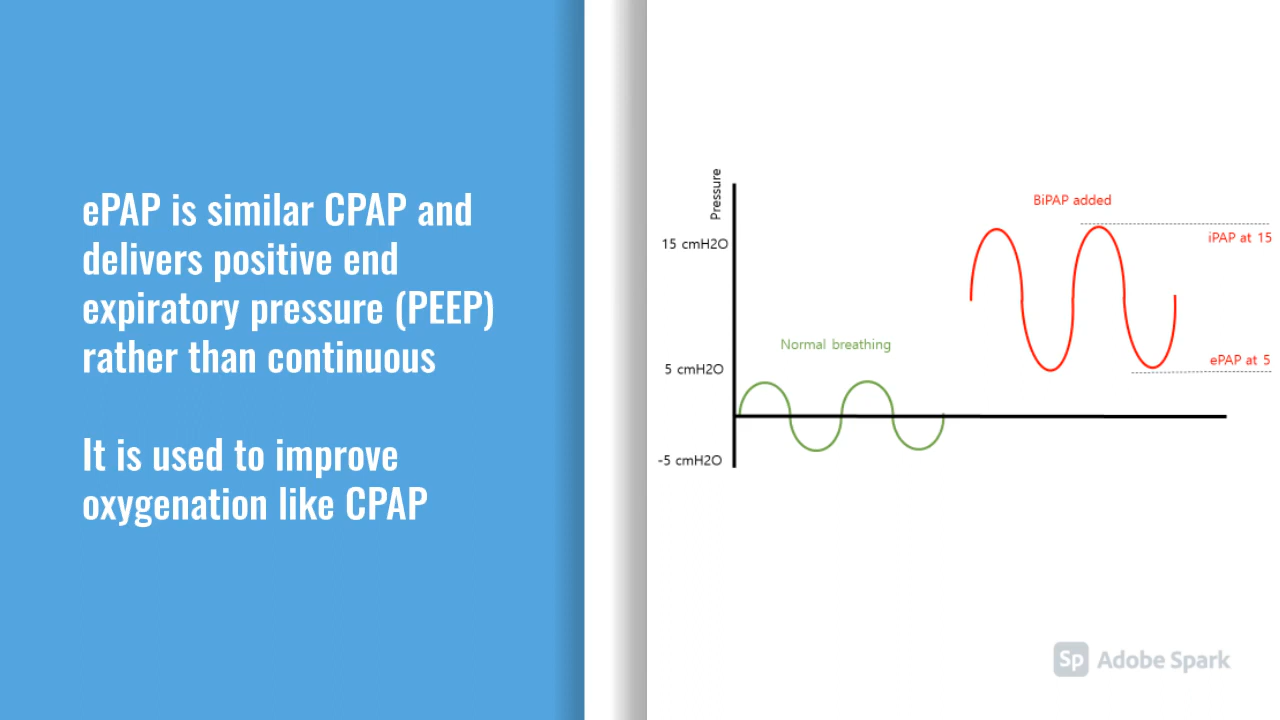 ePAP is similar CPAP and
delivers positive end
expiratory pressure (PEEP)
rather than continuous
It is used to improve
oxygenation like CPAP
Pressure
15 cmH2O
5 cmH2O
-5 cmH2O
Normal breathing
BiPAP added
iPAP at 15
ePAP at 5
Sp Adobe Spark